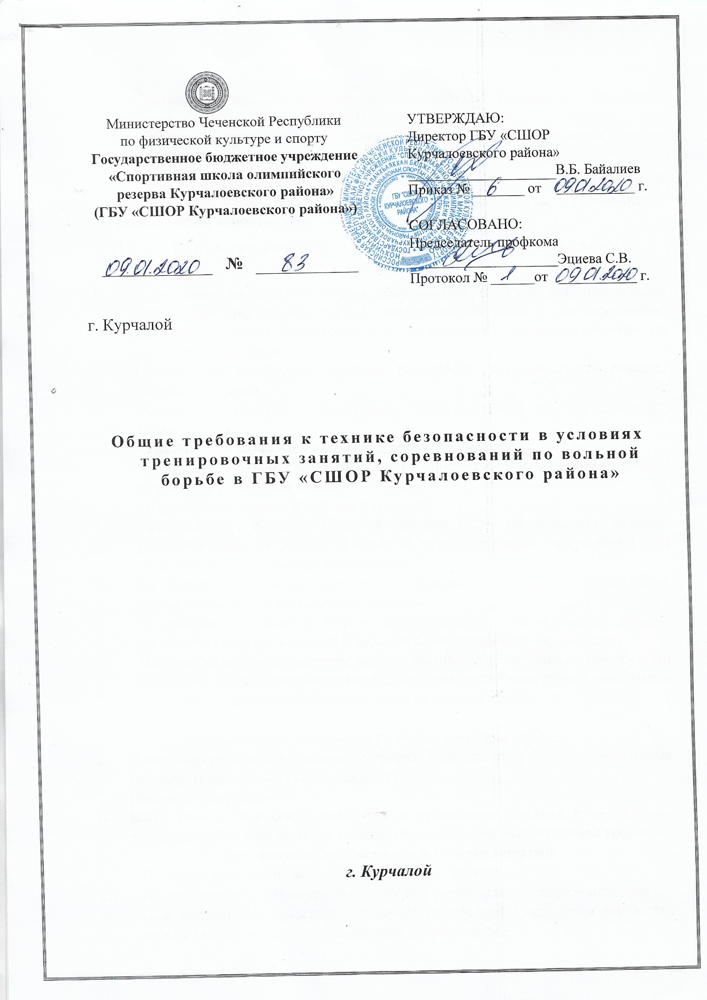 Министерство Чеченской Республики
по физической культуре и спорту
Государственное бюджетное учреждение
«Спортивная школа олимпийского
резерва Курчалоевского района»
(ГБУ «СШОР Курчалоевского района»)
09.01.2020 № 83
УТВЕРЖДАЮ:
Директор ГБУ «СШОР
Курчалоевского района»
В.Б. Байалиев
Приказ № 6 от 09.01.2020 г.
ГБУ "СШОР
КУРЧАЛОЕВСКОГО
РАЙОНА"
СОГЛАСОВАНО:
Председатель профкома
Эциева С.В.
Протокол № 1 от 09.01.2020 г.
г. Курчалой
Общие требования к технике безопасности в условиях
тренировочных занятий, соревнований по вольной
борьбе в ГБУ «СШОР Курчалоевского района»
г. Курчалой